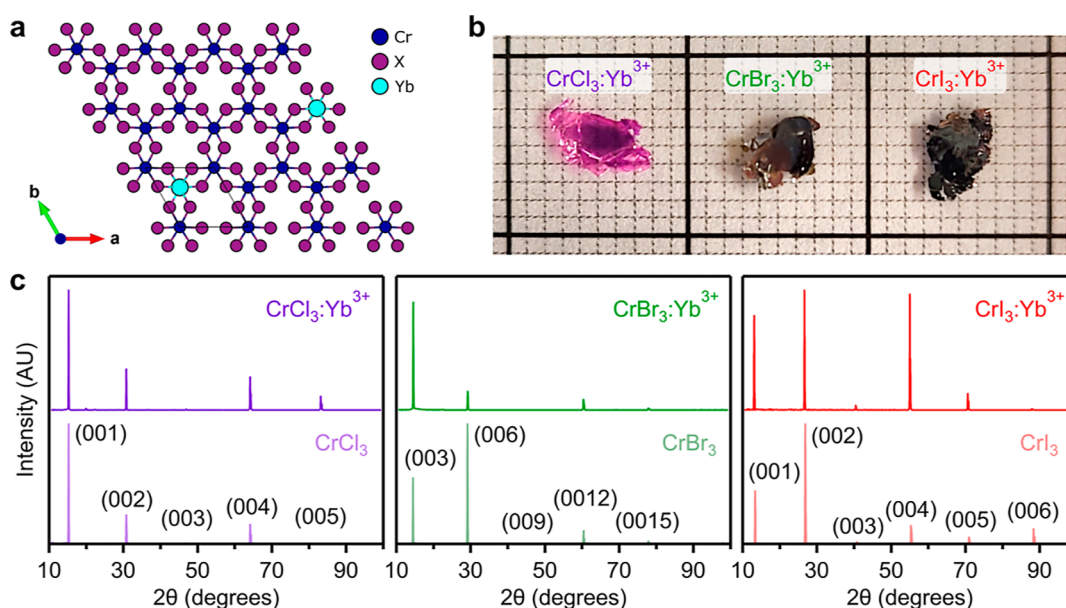 a
Cr
X
Yb
b
a
b
CrCl₃:Yb³⁺
CrBr₃:Yb³⁺
CrI₃:Yb³⁺
c
Intensity (AU)
CrCl₃:Yb³⁺
CrCl₃
(001)
(002)
(003)
(004)
(005)
10 30 50 70 90
2θ (degrees)
CrBr₃:Yb³⁺
CrBr₃
(003)
(006)
(009)
(0012)
(0015)
10 30 50 70 90
2θ (degrees)
CrI₃:Yb³⁺
CrI₃
(001)
(002)
(003)
(004)
(005)
(006)
10 30 50 70 90
2θ (degrees)